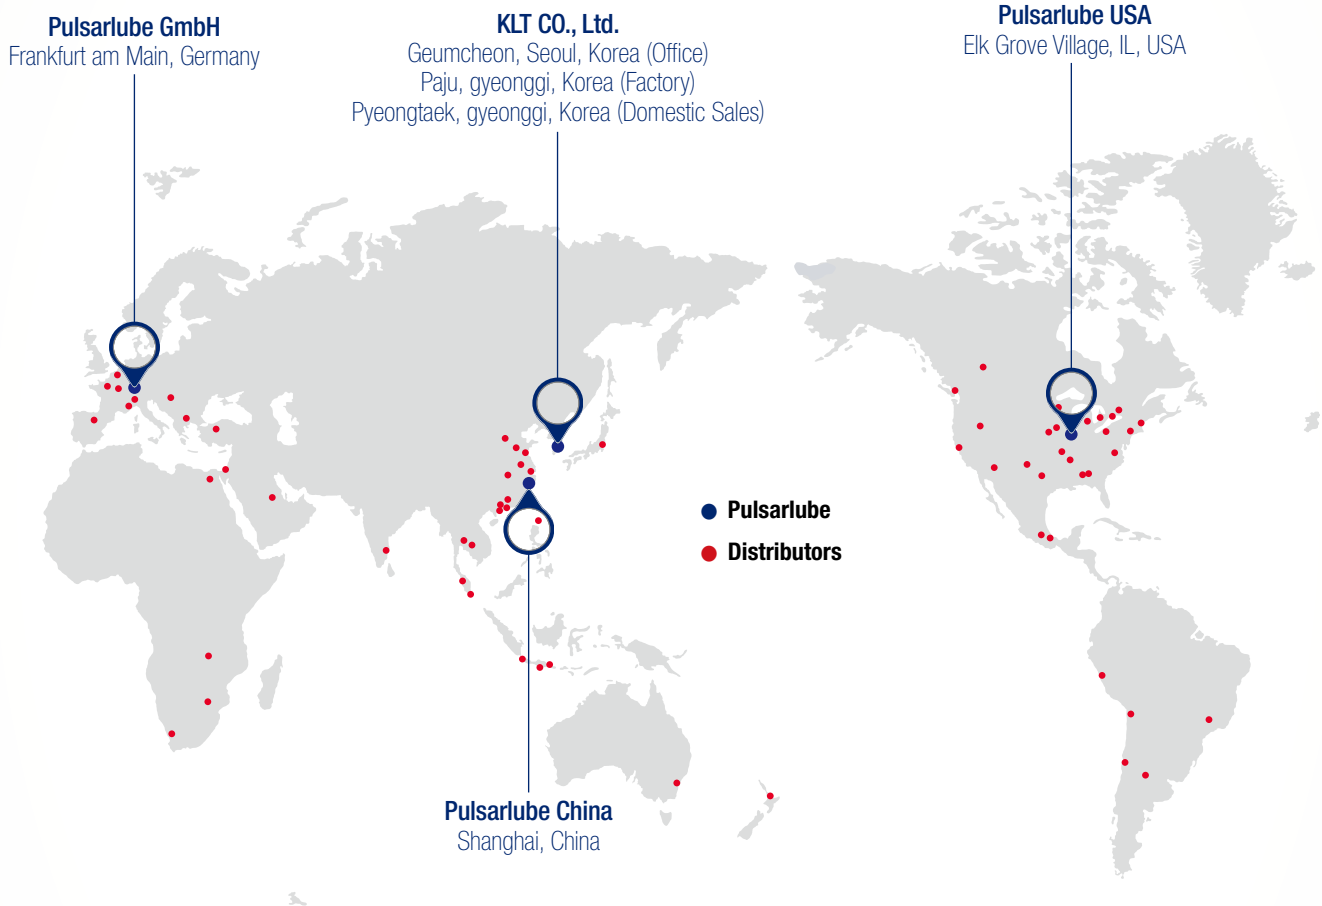 Pulsarlube GmbH
Frankfurt am Main, Germany
KLT CO., Ltd.
Geumcheon, Seoul, Korea (Office)
Paju, gyeonggi, Korea (Factory)
Pyeongtaek, gyeonggi, Korea (Domestic Sales)
Pulsarlube USA
Elk Grove Village, IL, USA
Pulsarlube
Distributors
Pulsarlube China
Shanghai, China